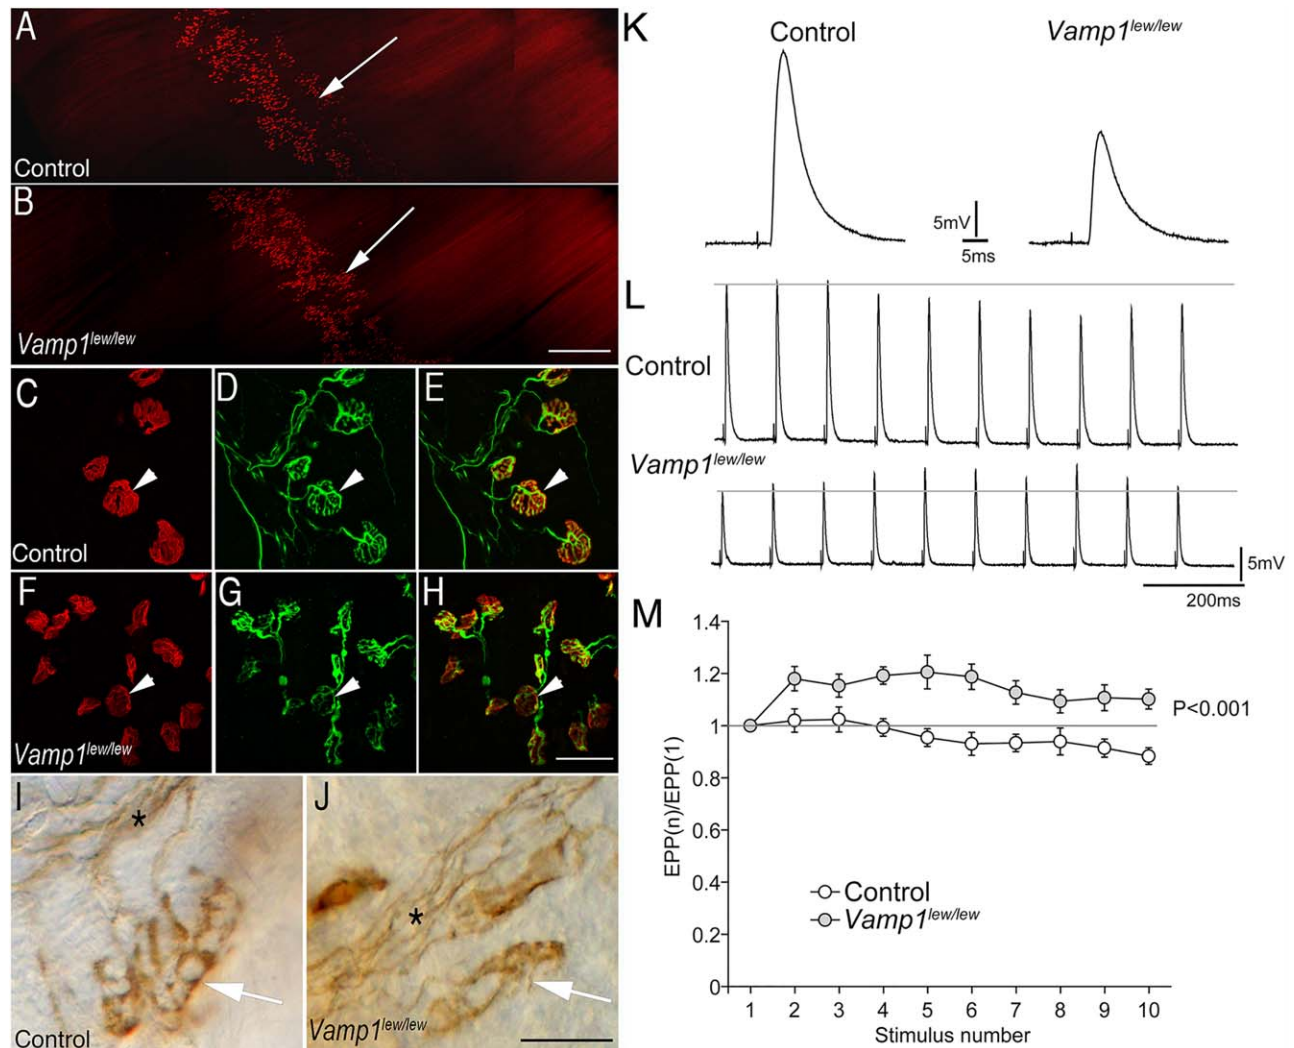 A
Control
B
Vamp1lew/lew
C
D
E
Control
F
G
H
Vamp1lew/lew
I
*
Control
J
*
Vamp1lew/lew
K
Control
Vamp1lew/lew
5mV
5ms
L
Control
Vamp1lew/lew
5mV
200ms
M
1.4
1.2
1
0.8
0.6
0.4
0.2
0
EPP(n)/EPP(1)
P<0.001
Control
Vamp1lew/lew
1 2 3 4 5 6 7 8 9 10
Stimulus number